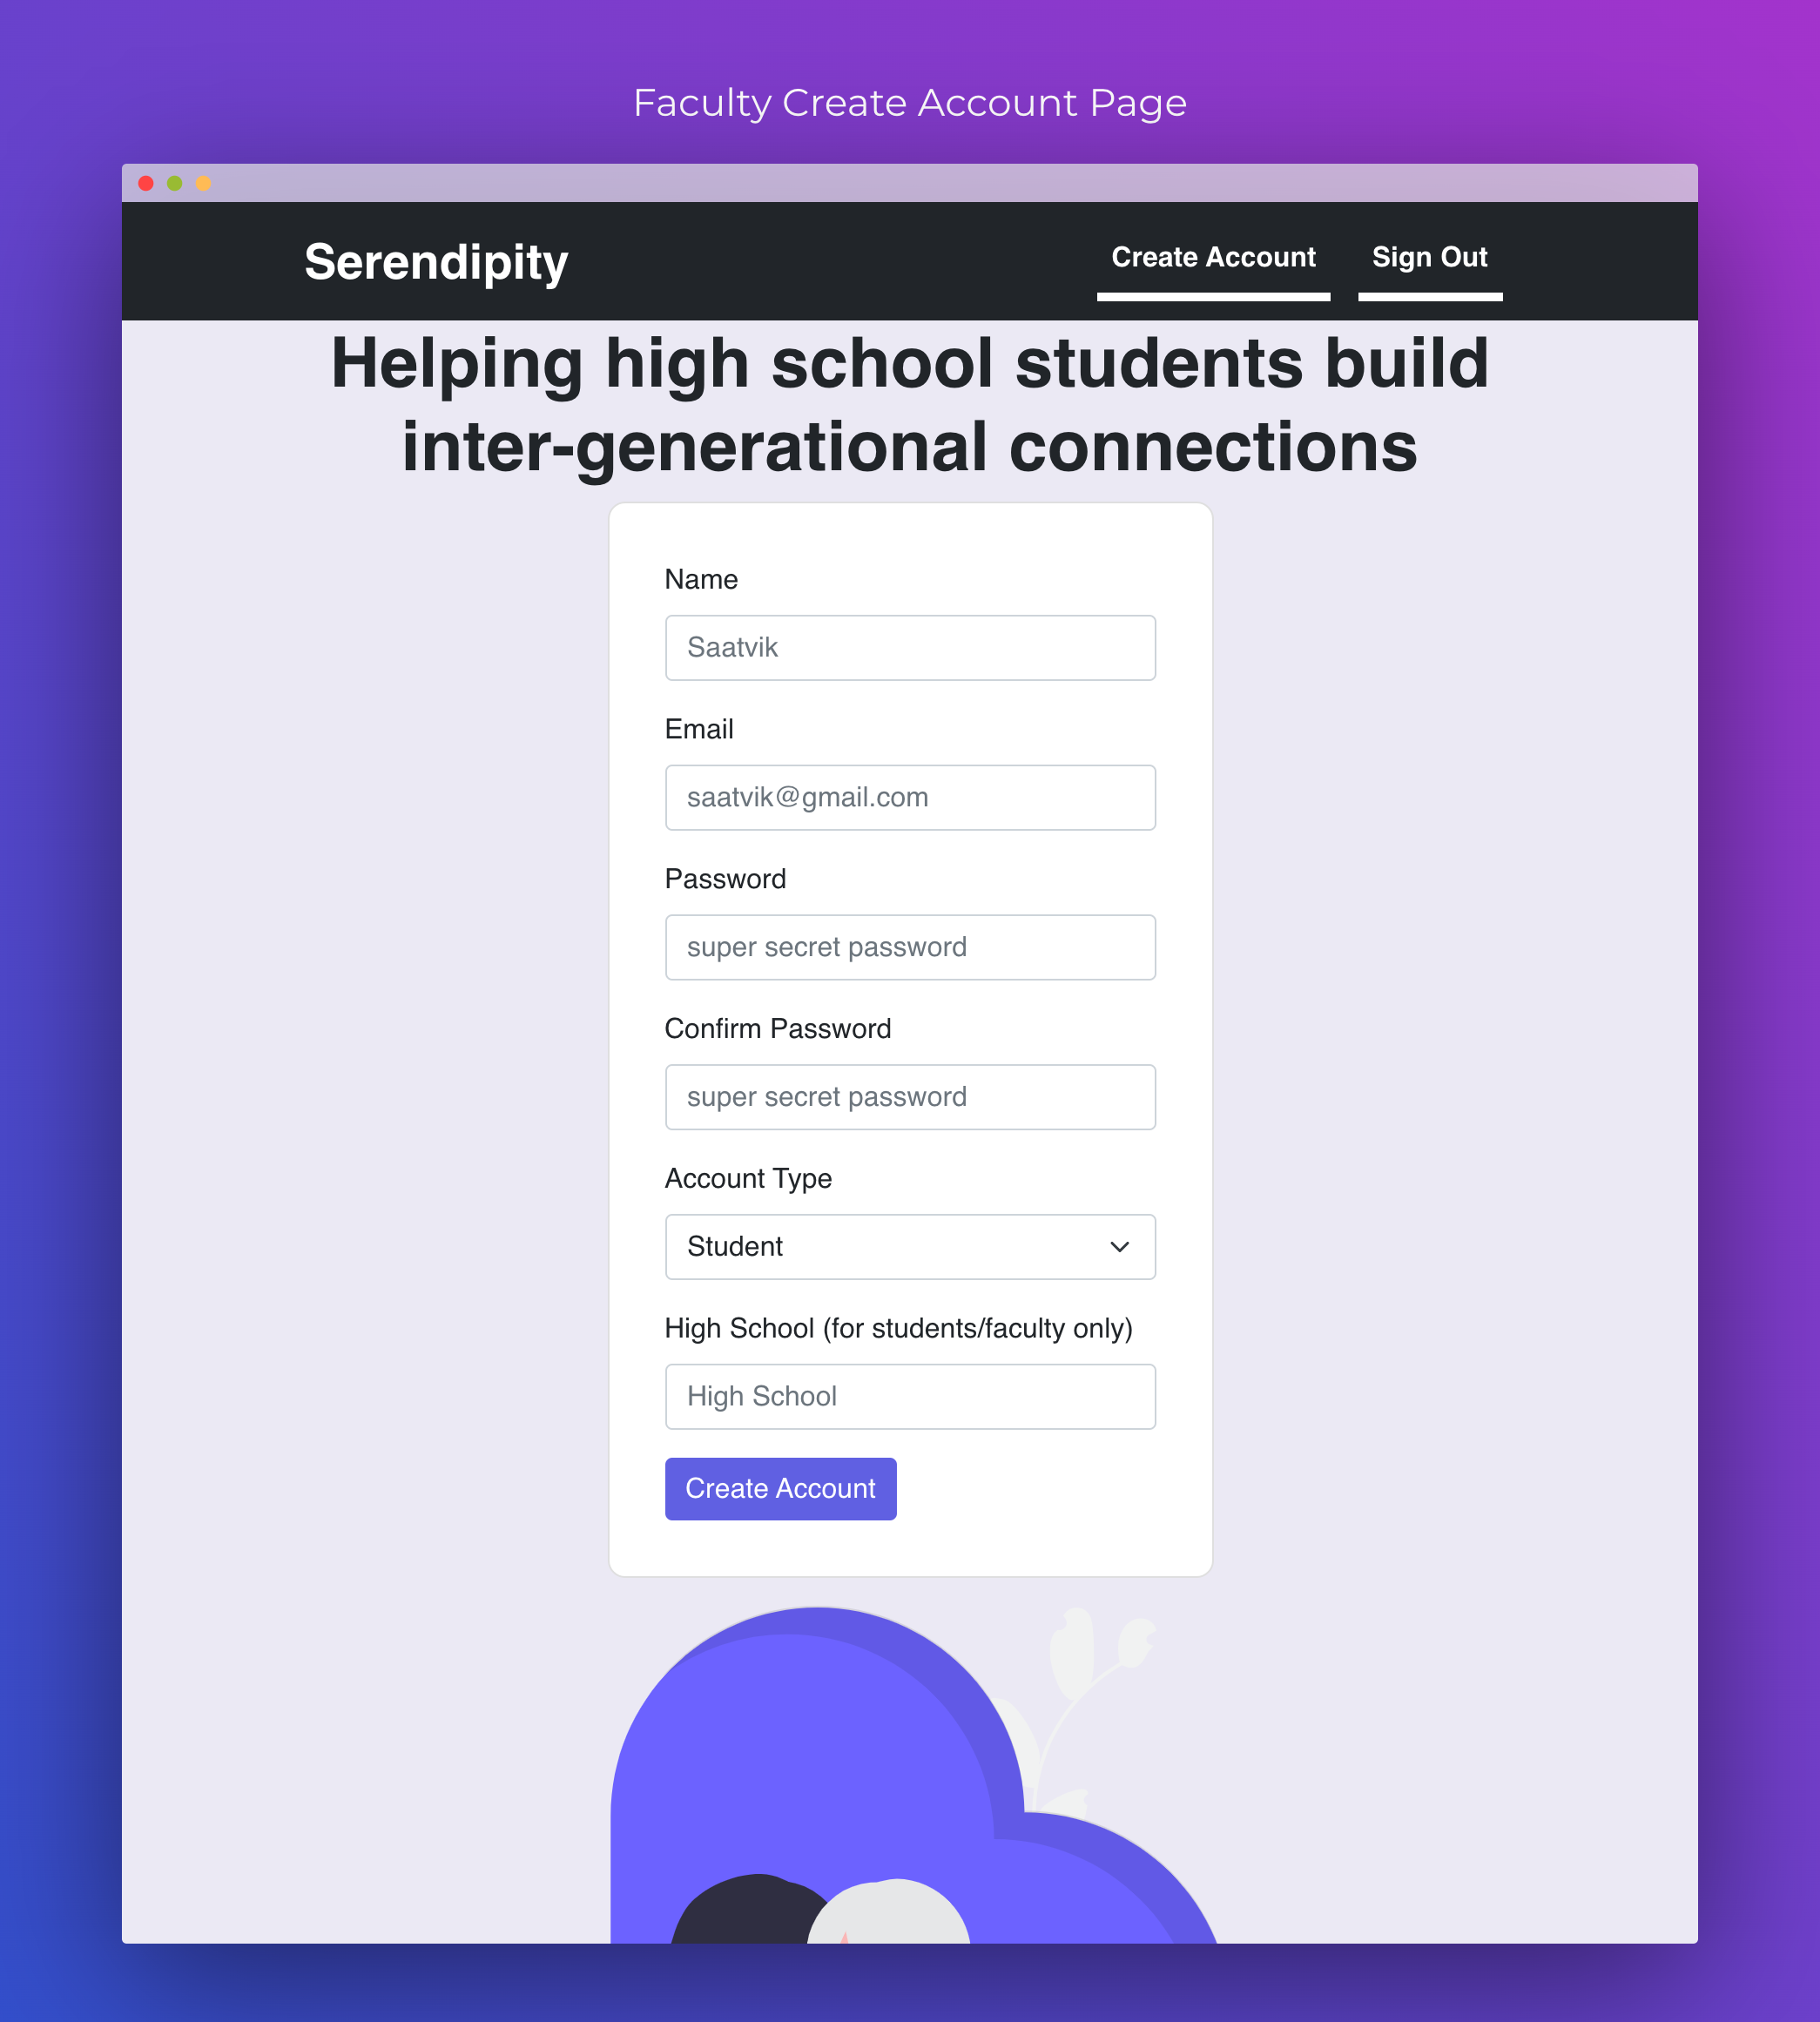 Faculty Create Account Page
Serendipity
Create Account
Sign Out
Helping high school students build
inter-generational connections
Name
Saatvik
Email
saatvik@gmail.com
Password
super secret password
Confirm Password
super secret password
Account Type
Student
High School (for students/faculty only)
High School
Create Account